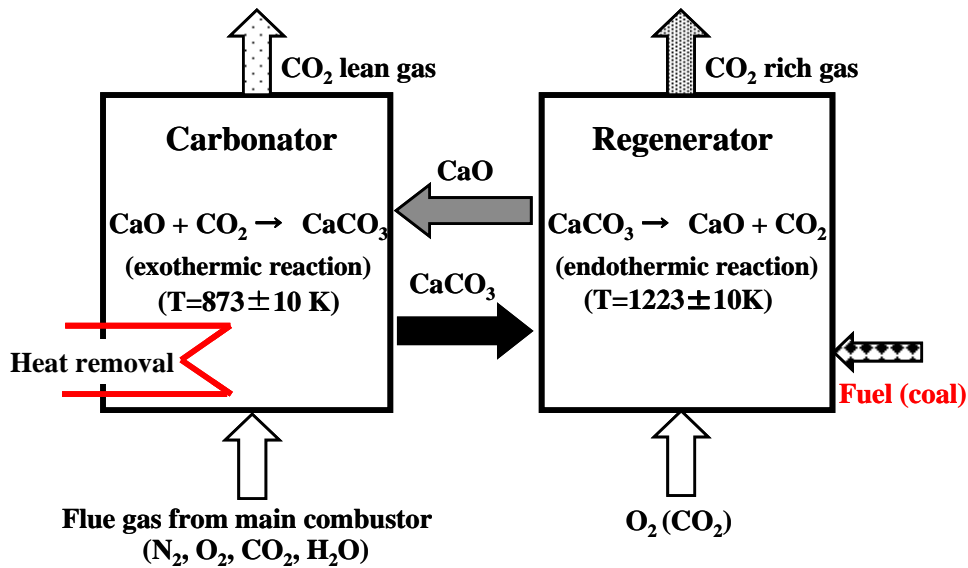 CO₂ lean gas
CO₂ rich gas
Carbonator
Regenerator
CaO
CaO + CO₂ → CaCO₃
(exothermic reaction)
(T=873±10 K)
CaCO₃ → CaO + CO₂
(endothermic reaction)
(T=1223±10K)
CaCO₃
Heat removal
Fuel (coal)
Flue gas from main combustor
(N₂, O₂, CO₂, H₂O)
O₂ (CO₂)